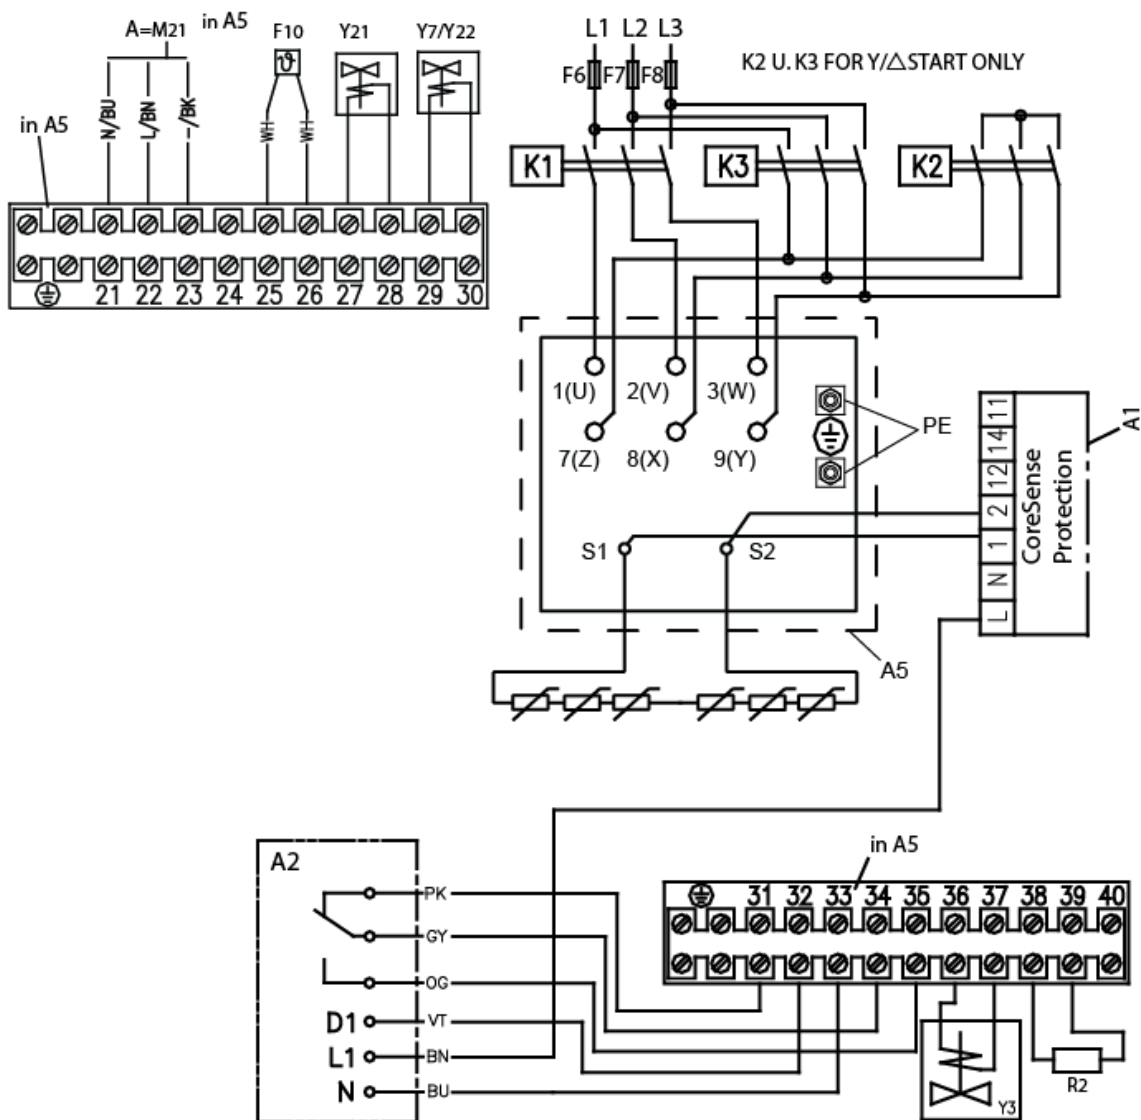 A=M21 in A5 F10 Y21 Y7/Y22
L1 L2 L3
F6 F7 F8
K2 U. K3 FOR Y/△START ONLY
in A5
N/BU L/BN –/BK WH WH
K1 K3 K2
21 22 23 24 25 26 27 28 29 30
1(U) 2(V) 3(W)
7(Z) 8(X) 9(Y)
PE
S1 S2
A5
11 14 12 2 1 N L
CoreSense
Protection
A1
A2
PK
GY
OG
D1 VT
L1 BN
N BU
in A5
31 32 33 34 35 36 37 38 39 40
Y3
R2